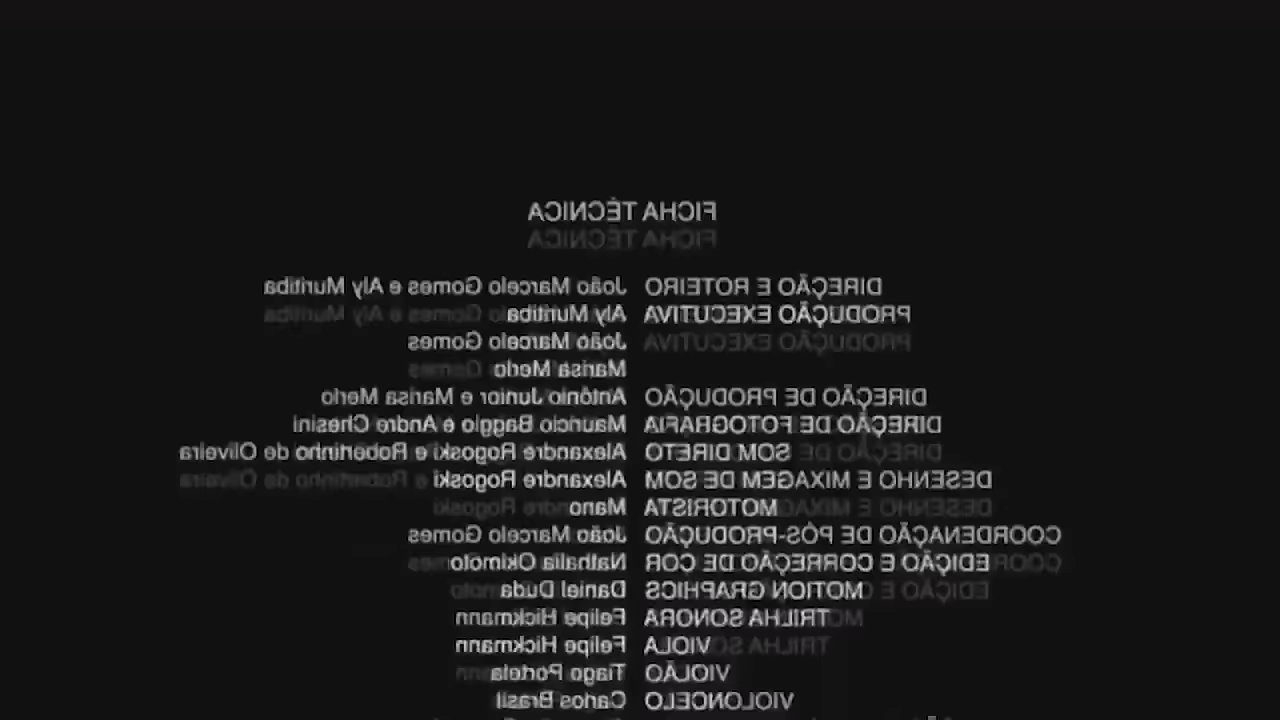 FICHA TÉCNICA
DIREÇÃO E ROTEIRO João Marcelo Gomes e Aly Muritiba
PRODUÇÃO EXECUTIVA Aly Muritiba
João Marcelo Gomes
Marisa Merlo
DIREÇÃO DE PRODUÇÃO Antônio Junior e Marisa Merlo
DIREÇÃO DE FOTOGRAFIA Mauricio Baggio e Andre Chesini
SOM DIRETO Alexandre Rogoski e Robertinho de Oliveira
DESENHO E MIXAGEM DE SOM Alexandre Rogoski
MOTORISTA Mano
COORDENAÇÃO DE PÓS-PRODUÇÃO João Marcelo Gomes
EDIÇÃO E CORREÇÃO DE COR Nathalia Okimoto
MOTION GRAPHICS Daniel Duda
TRILHA SONORA Felipe Hickmann
VIOLA Felipe Hickmann
VIOLÃO Tiago Portela
VIOLONCELO Carlos Brasil